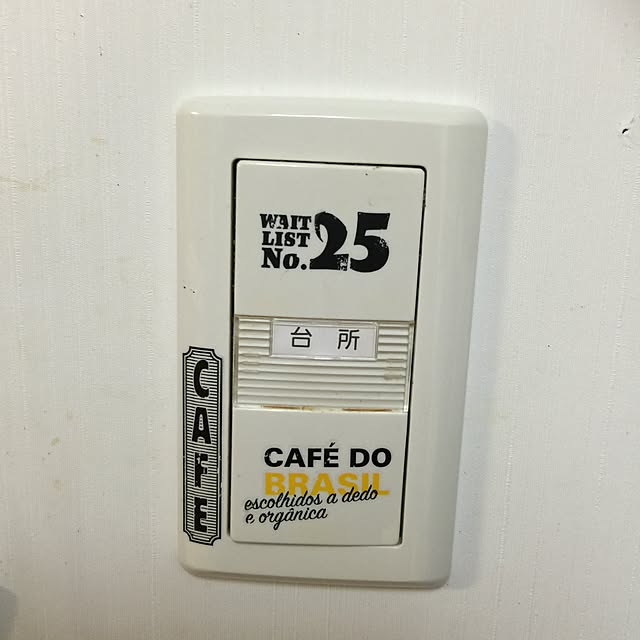 WAIT
LIST
No. 25
台所
CAFÉ DO
BRASIL
escolhidos a dedo
e orgânica
CAFE